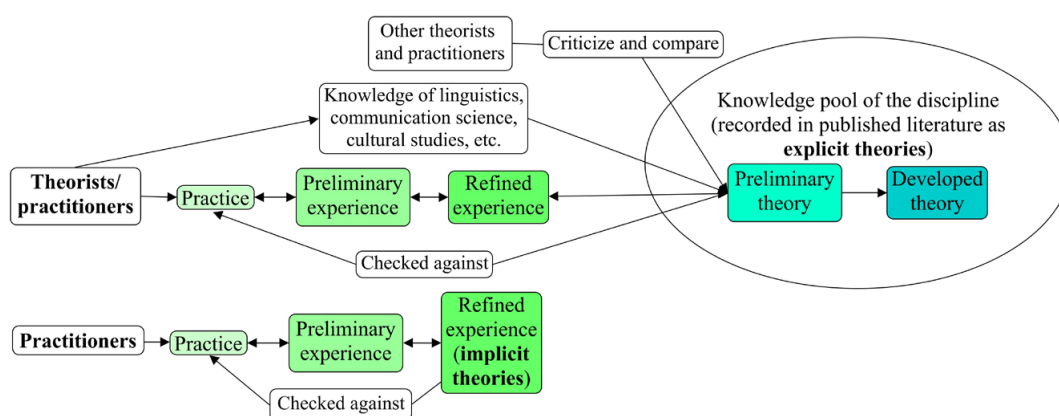 Other theorists
and practitioners
Criticize and compare
Knowledge of linguistics,
communication science,
cultural studies, etc.
Knowledge pool of the discipline
(recorded in published literature as
explicit theories)
Theorists/
practitioners
Practice
Preliminary
experience
Refined
experience
Preliminary
theory
Developed
theory
Checked against
Practitioners
Practice
Preliminary
experience
Refined
experience
(implicit
theories)
Checked against